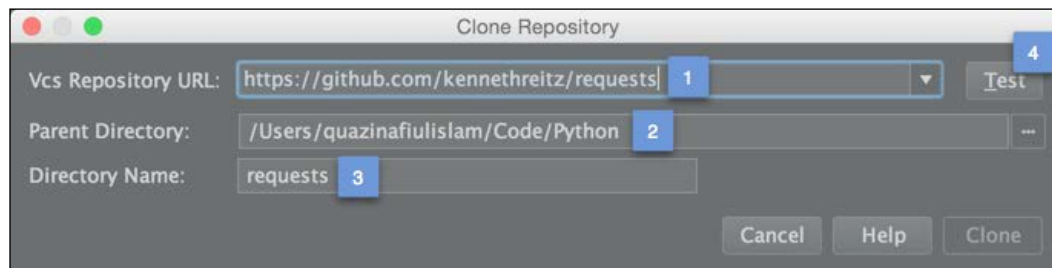 Clone Repository
4
Vcs Repository URL: https://github.com/kennethreitz/requests 1 Test
Parent Directory: /Users/quazinafiulislam/Code/Python 2 ...
Directory Name: requests 3
Cancel Help Clone